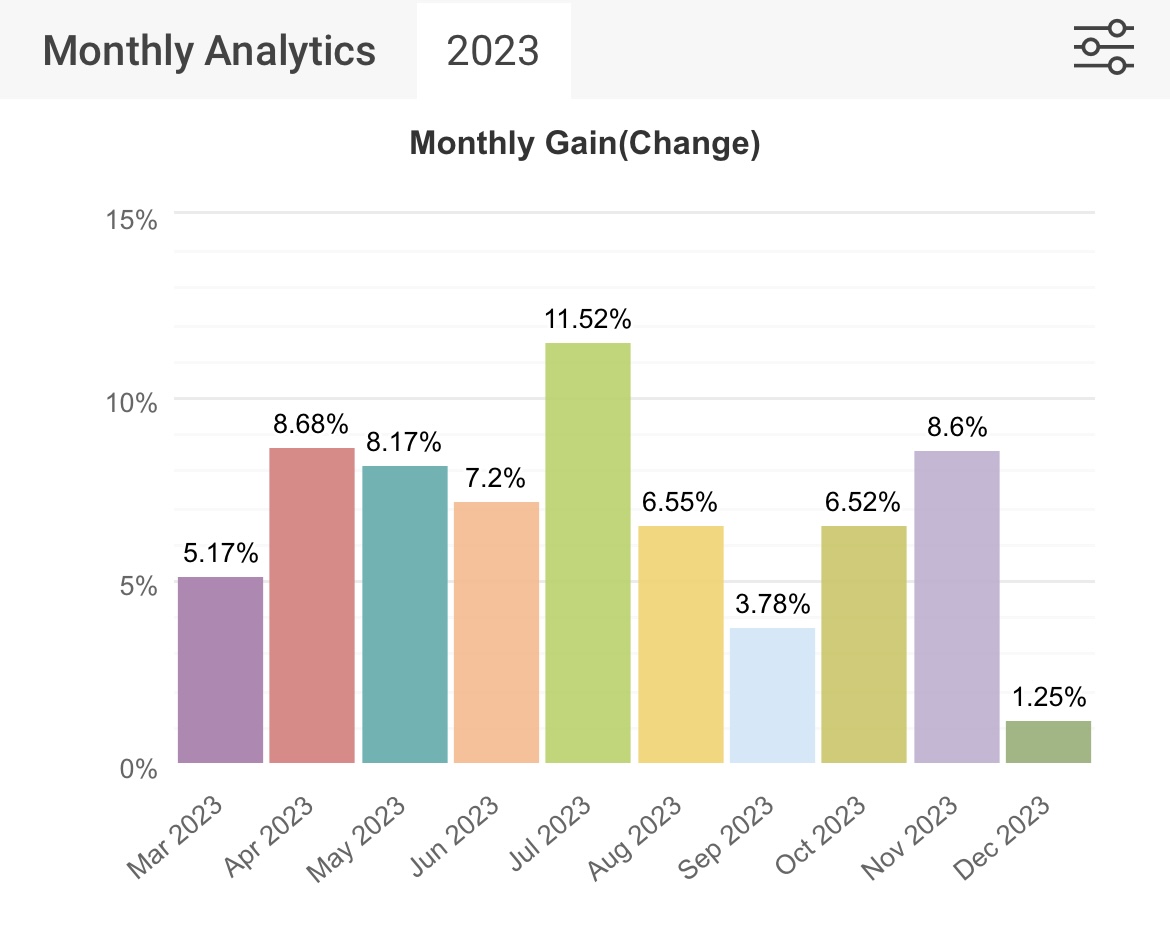 Monthly Analytics 2023
Monthly Gain(Change)
15%
11.52%
10%
8.68%
8.6%
8.17%
7.2%
6.55%
6.52%
5.17%
5%
3.78%
1.25%
0%
Mar 2023
Apr 2023
May 2023
Jun 2023
Jul 2023
Aug 2023
Sep 2023
Oct 2023
Nov 2023
Dec 2023